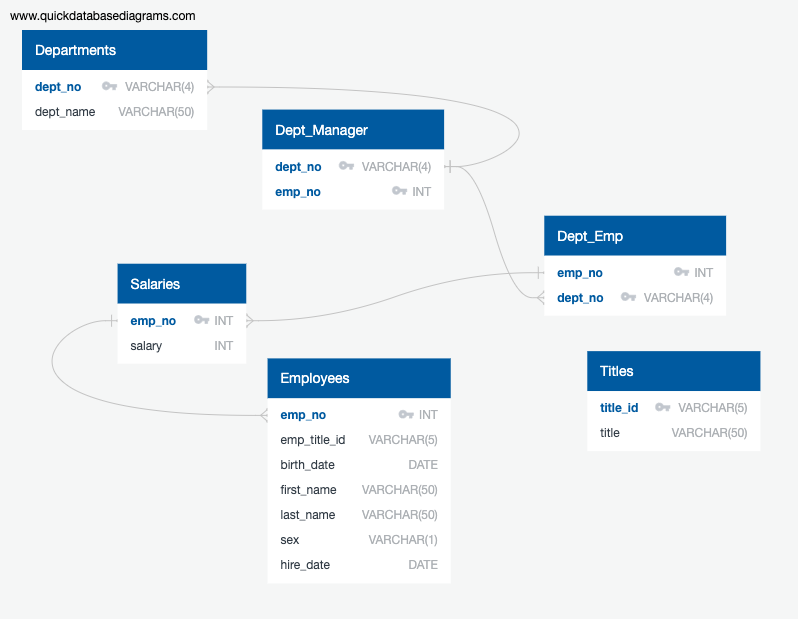 www.quickdatabasediagrams.com
Departments
dept_no VARCHAR(4)
dept_name VARCHAR(50)
Dept_Manager
dept_no VARCHAR(4)
emp_no INT
Dept_Emp
emp_no INT
dept_no VARCHAR(4)
Salaries
emp_no INT
salary INT
Employees
emp_no INT
emp_title_id VARCHAR(5)
birth_date DATE
first_name VARCHAR(50)
last_name VARCHAR(50)
sex VARCHAR(1)
hire_date DATE
Titles
title_id VARCHAR(5)
title VARCHAR(50)